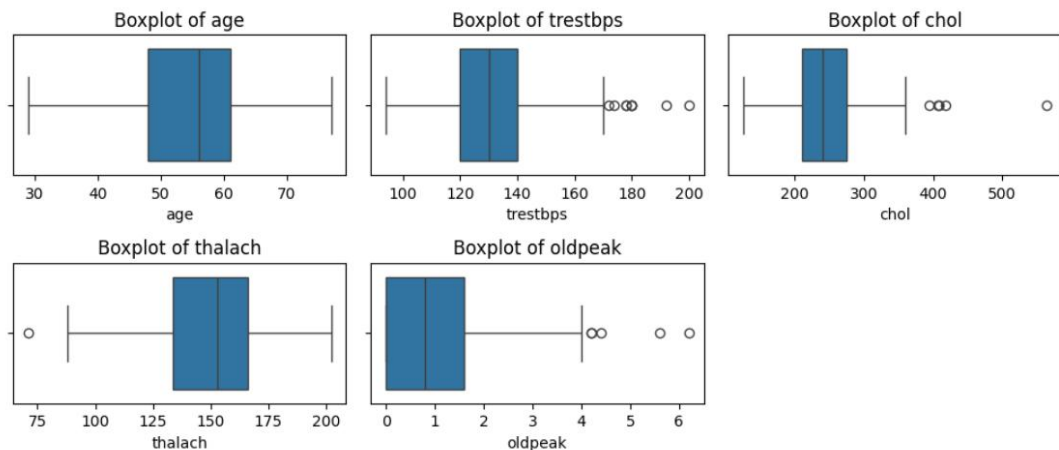 Boxplot of age
30 40 50 60 70
age
Boxplot of trestbps
100 120 140 160 180 200
trestbps
Boxplot of chol
200 300 400 500
chol
Boxplot of thalach
75 100 125 150 175 200
thalach
Boxplot of oldpeak
0 1 2 3 4 5 6
oldpeak